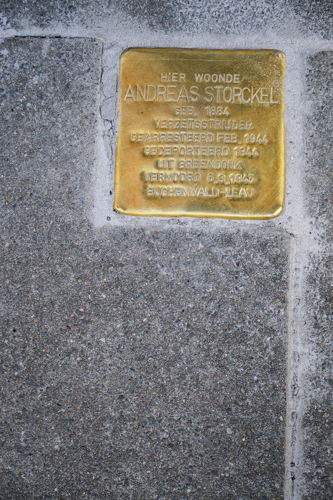 HIER WOONDE
ANDREAS STORCKEL
GEB. 1884
VERZETSSTRIJDER
GEARRESTEERD FEB. 1944
GEDEPORTEERD 1944
UIT BREENDONK
VERMOORD 6.3.1945
BUCHENWALD-LEAU